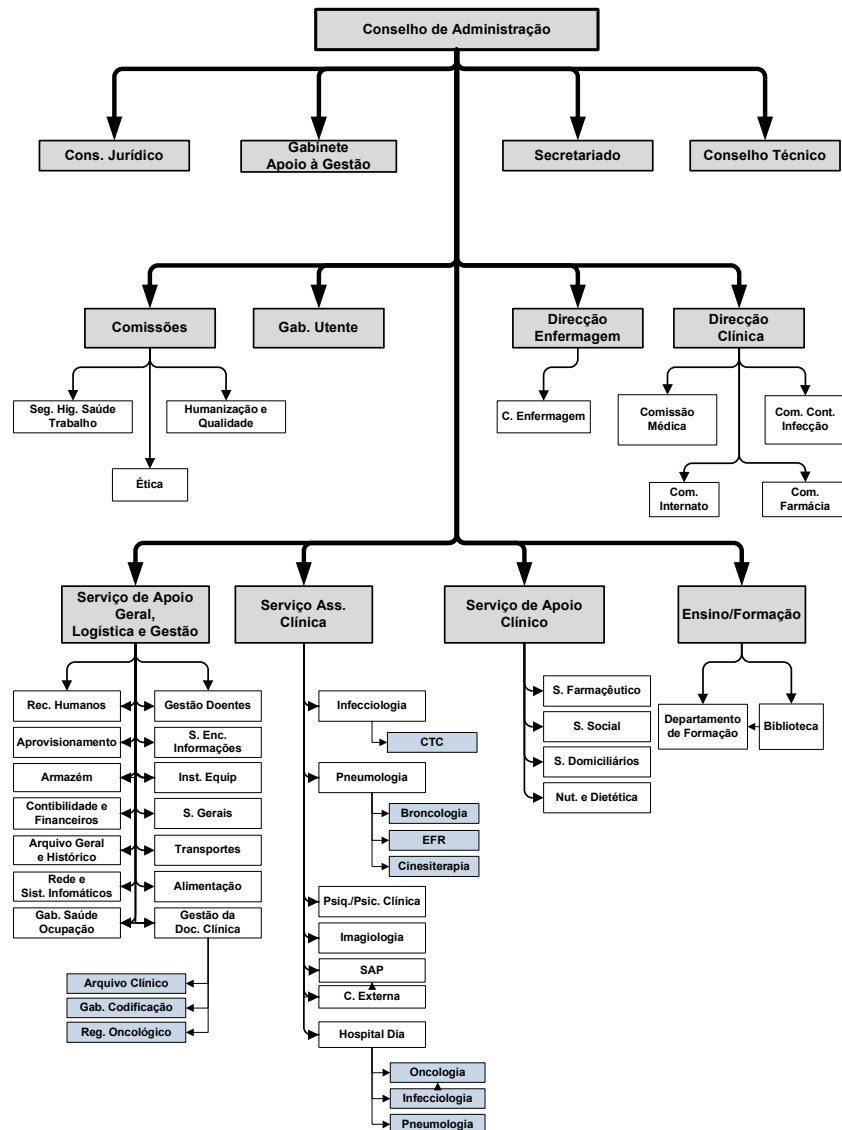 Conselho de Administração
Cons. Jurídico
Gabinete
Apoio à Gestão
Secretariado
Conselho Técnico
Comissões
Gab. Utente
Direcção
Enfermagem
Direcção
Clínica
Seg. Hig. Saúde
Trabalho
Humanização e
Qualidade
Ética
C. Enfermagem
Comissão
Médica
Com. Cont.
Infecção
Com.
Internato
Com.
Farmácia
Serviço de Apoio
Geral,
Logística e Gestão
Serviço Ass.
Clínica
Serviço de Apoio
Clínico
Ensino/Formação
Rec. Humanos
Gestão Doentes
Aprovisionamento
S. Enc.
Informações
Armazém
Inst. Equip
Contibilidade e
Financeiros
S. Gerais
Arquivo Geral
e Histórico
Transportes
Rede e
Sist. Infomáticos
Alimentação
Gab. Saúde
Ocupação
Gestão da
Doc. Clínica
Arquivo Clínico
Gab. Codificação
Reg. Oncológico
Infecciologia
CTC
Pneumologia
Broncologia
EFR
Cinesiterapia
Psiq./Psic. Clínica
Imagiologia
SAP
C. Externa
Hospital Dia
Oncologia
Infecciologia
Pneumologia
S. Farmaçêutico
S. Social
S. Domiciliários
Nut. e Dietética
Departamento
de Formação
Biblioteca